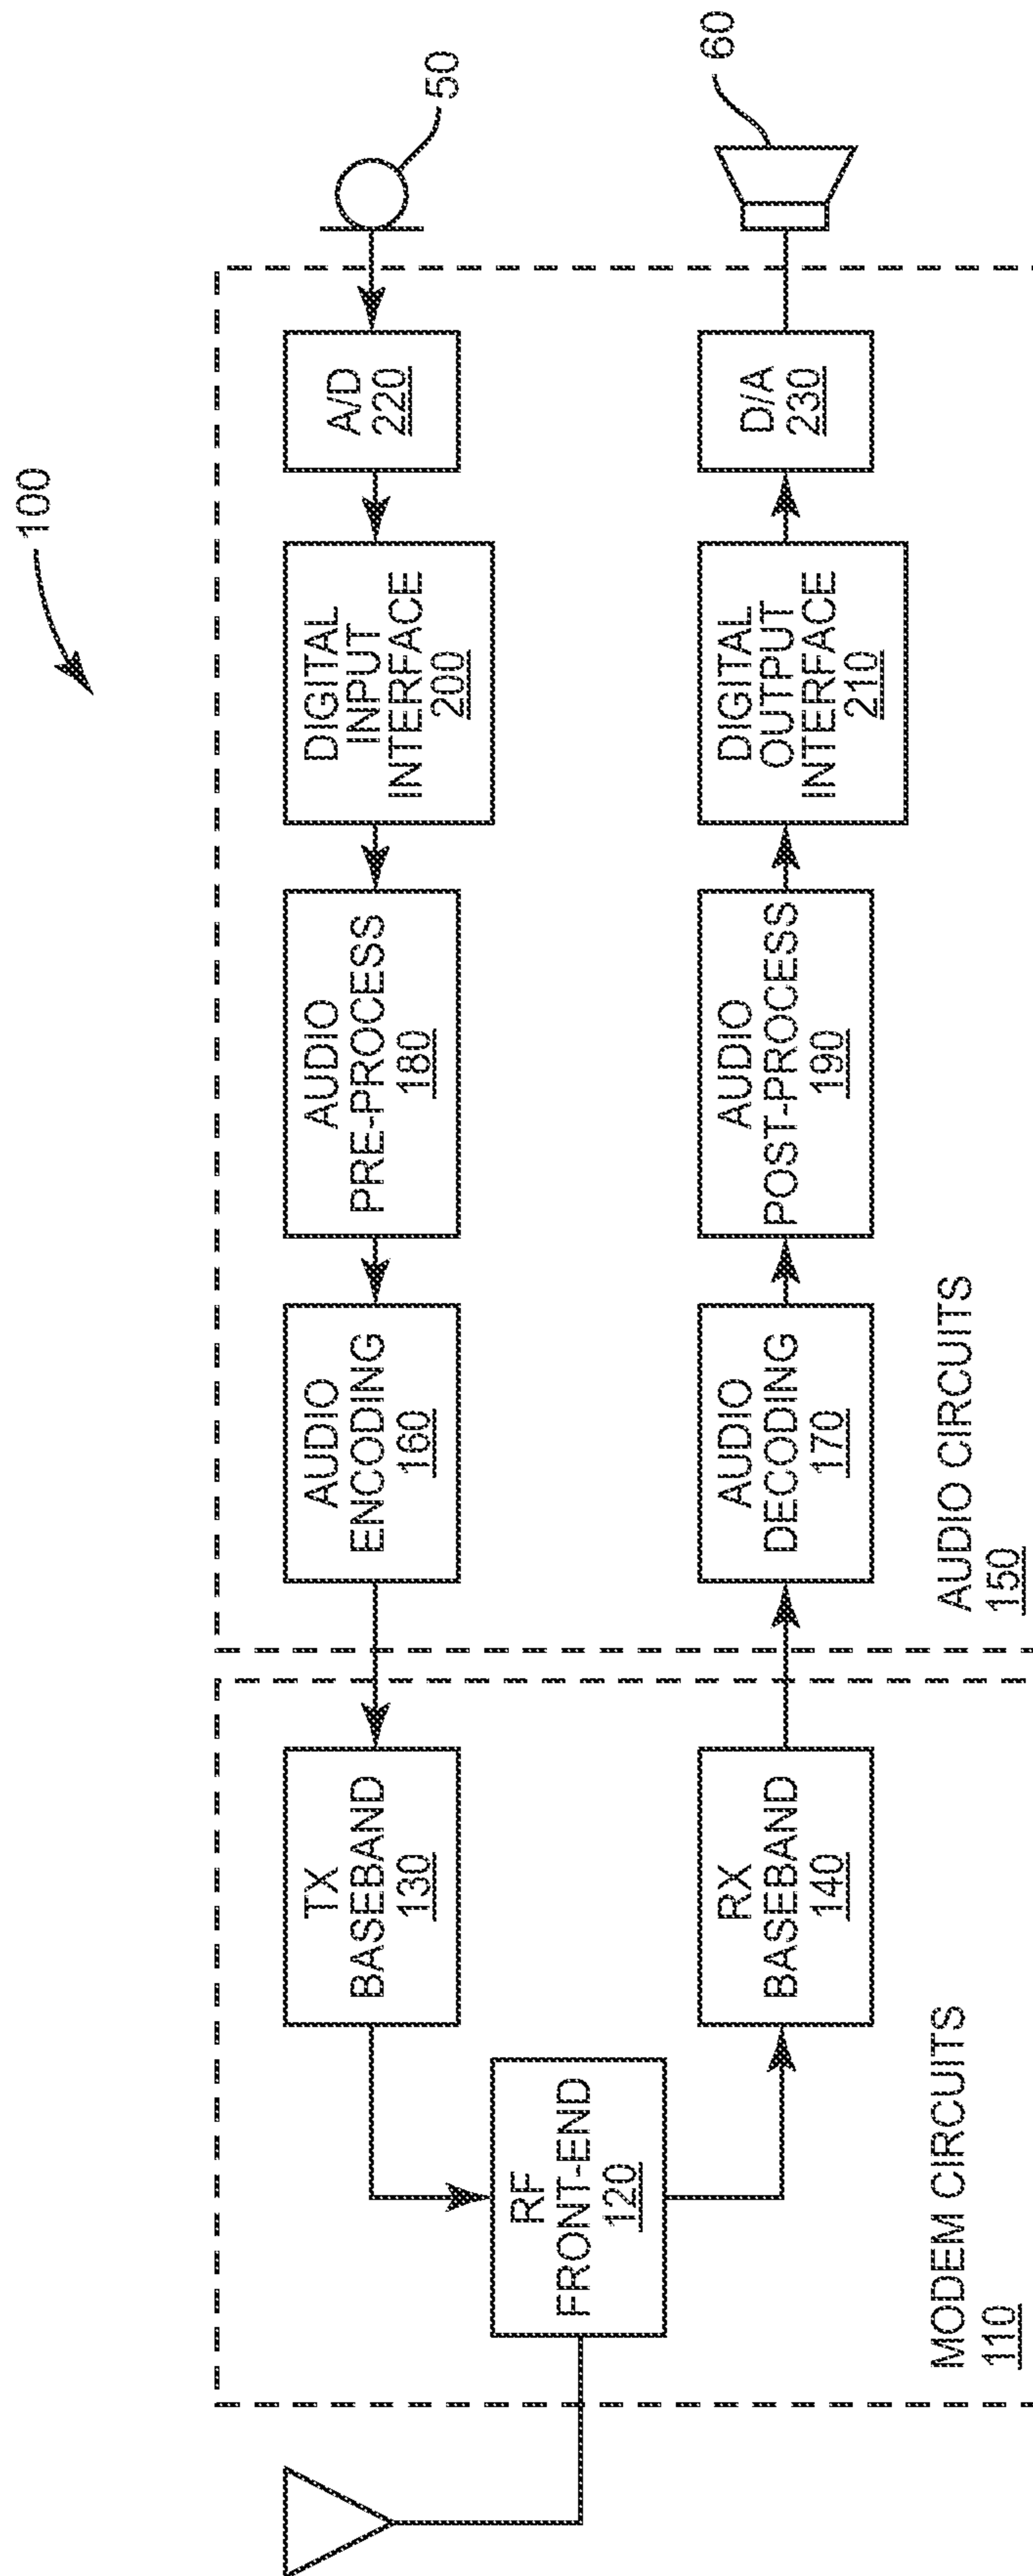 100
50
60
A/D
220
DIGITAL
INPUT
INTERFACE
200
AUDIO
PRE-PROCESS
180
AUDIO
ENCODING
160
TX
BASEBAND
130
RF
FRONT-END
120
RX
BASEBAND
140
AUDIO
DECODING
170
AUDIO
POST-PROCESS
190
DIGITAL
OUTPUT
INTERFACE
210
D/A
230
MODEM CIRCUITS
110
AUDIO CIRCUITS
150